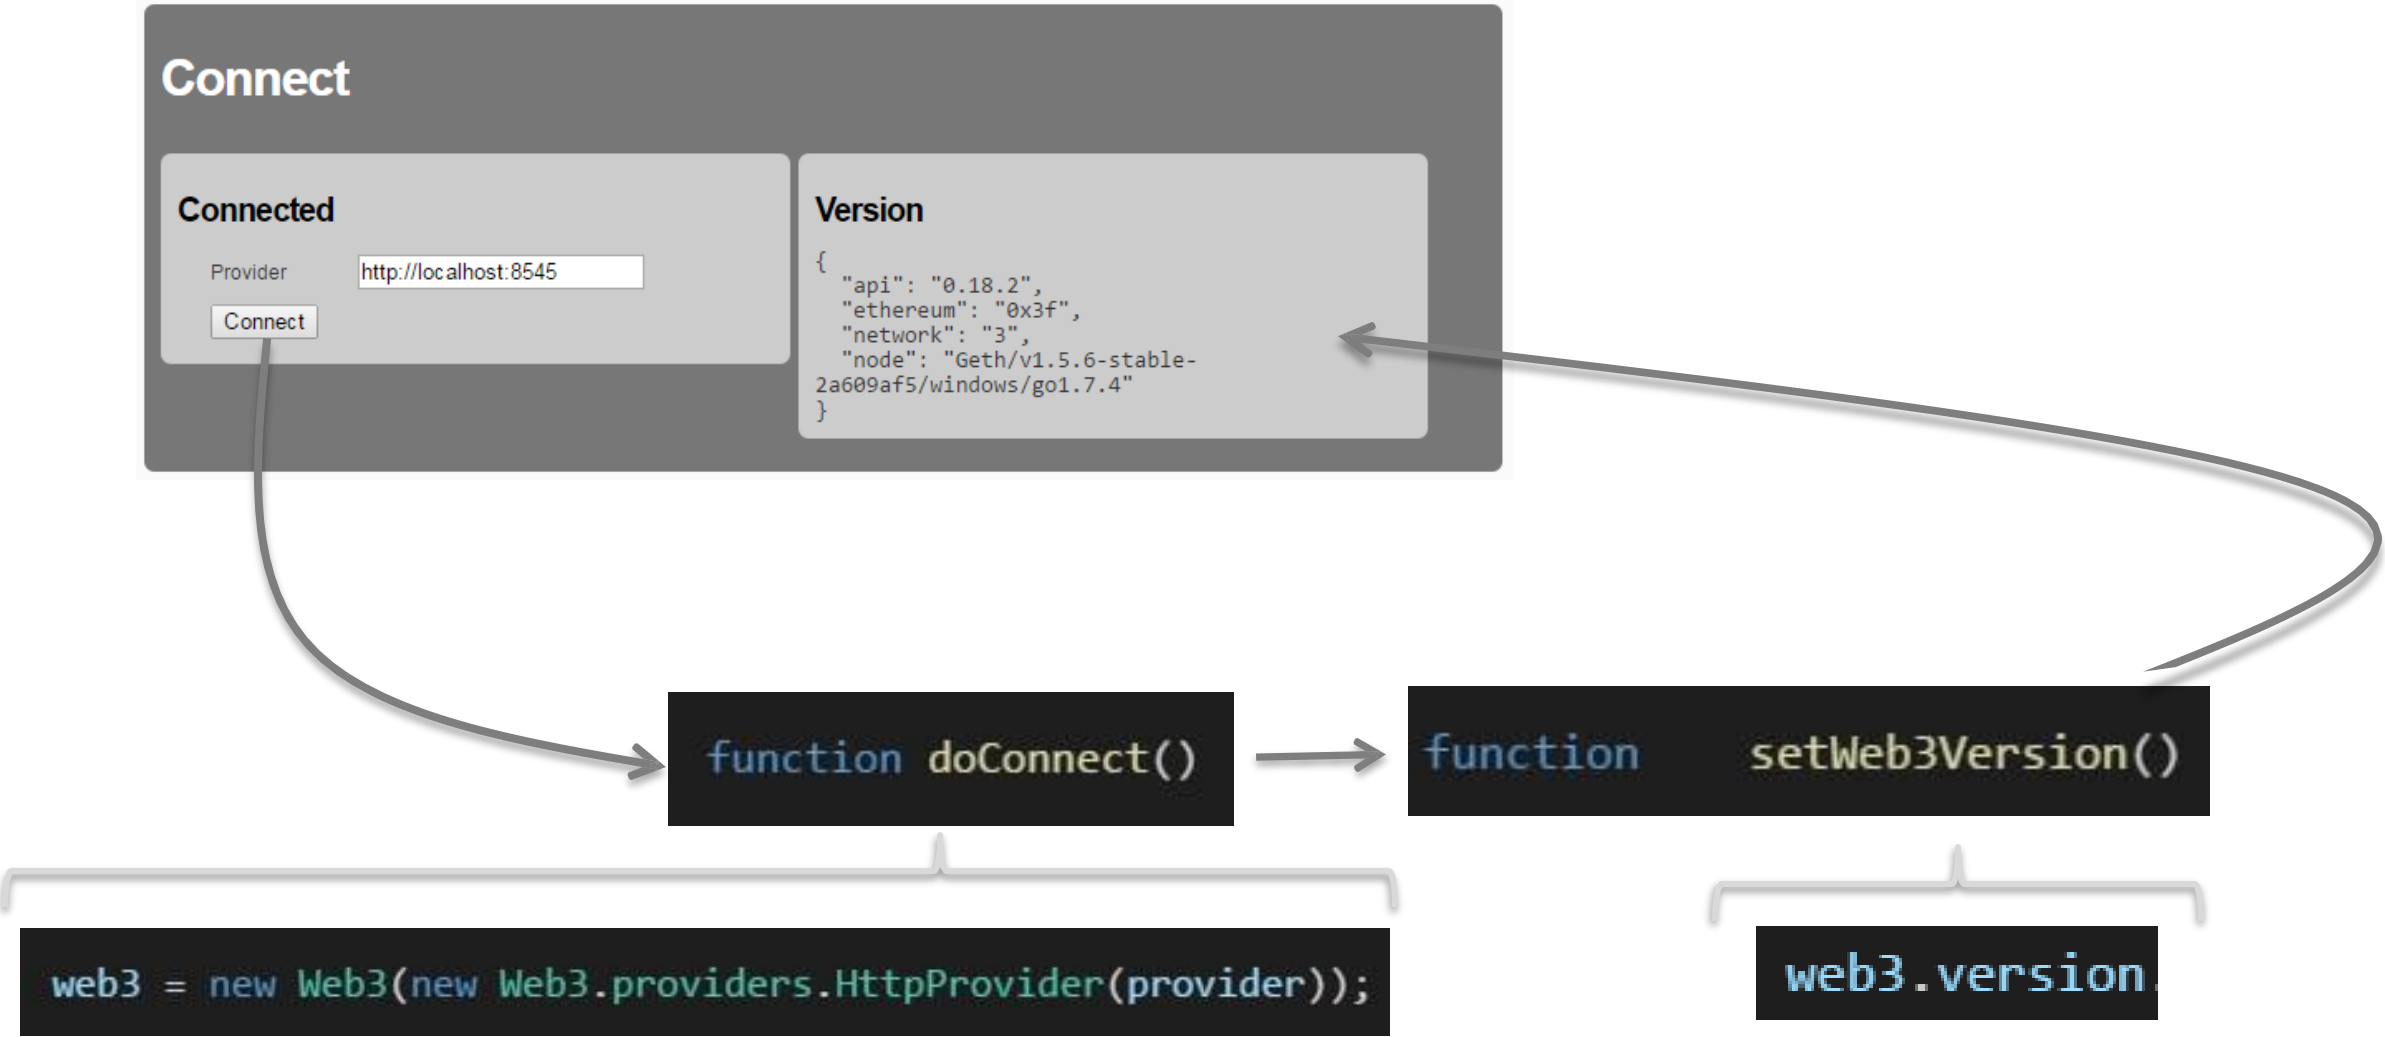 Connect
Connected
Provider http://localhost:8545
Connect
Version
{
  "api": "0.18.2",
  "ethereum": "0x3f",
  "network": "3",
  "node": "Geth/v1.5.6-stable-
2a609af5/windows/go1.7.4"
}
function doConnect()
function setWeb3Version()
web3 = new Web3(new Web3.providers.HttpProvider(provider));
web3.version.